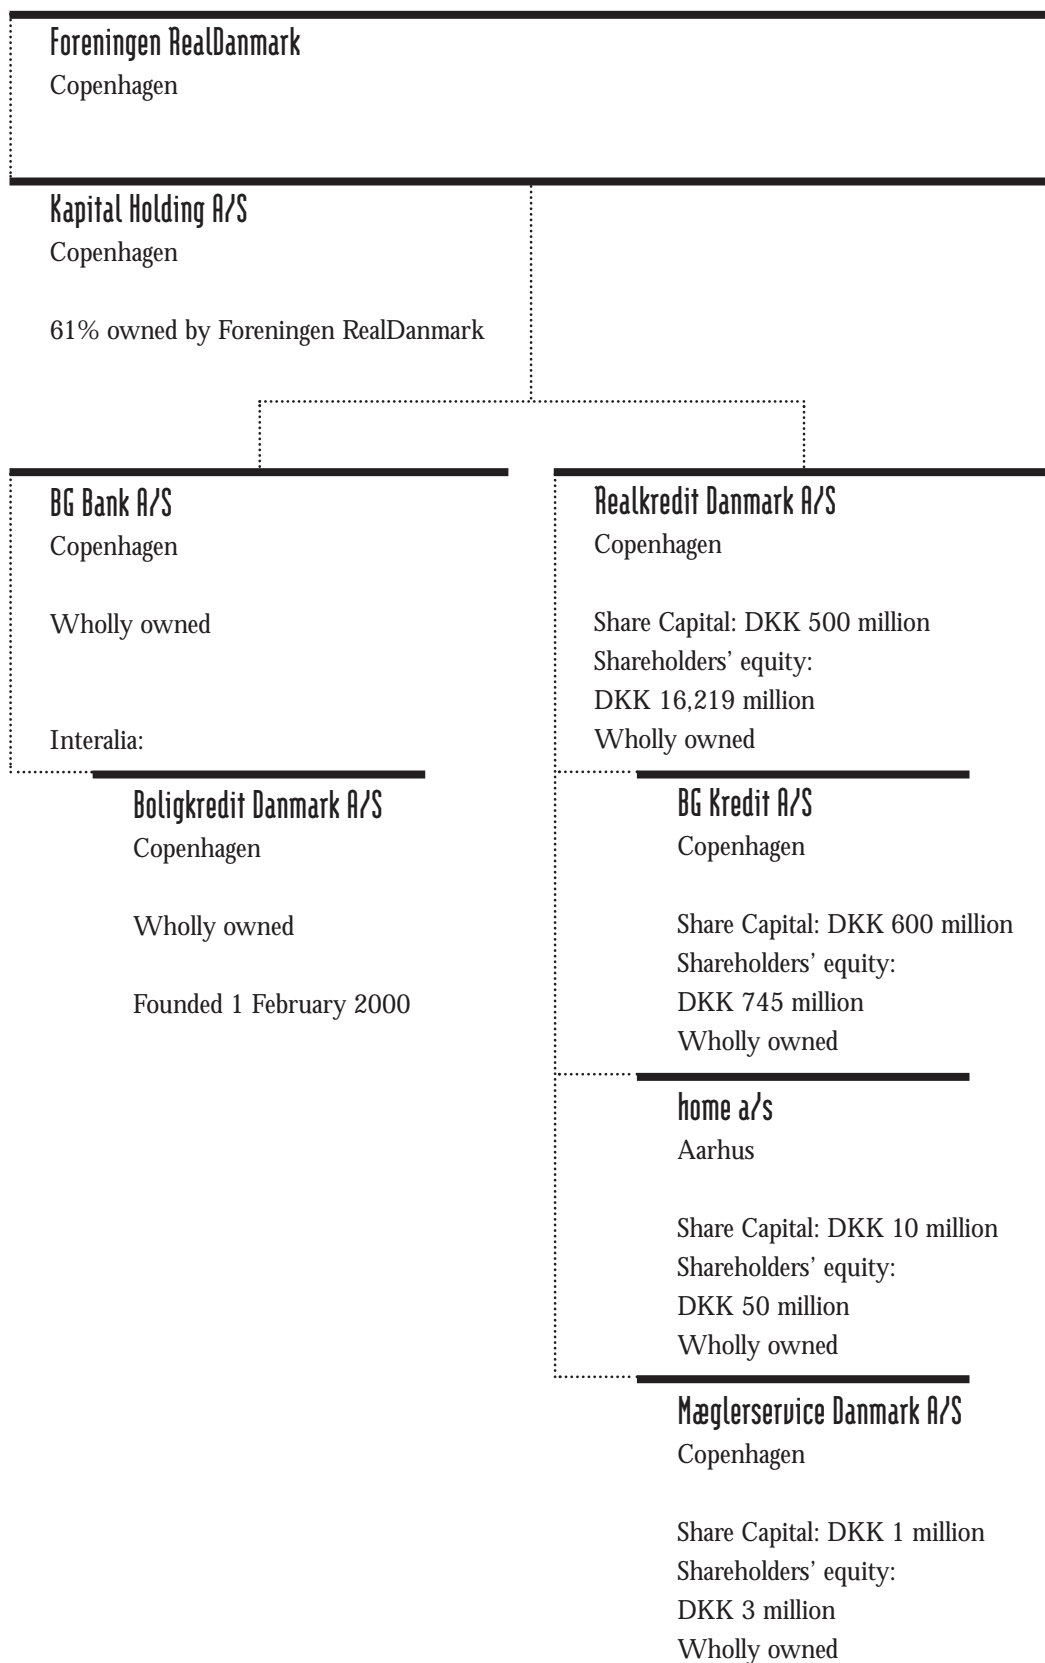 Foreningen RealDanmark
Copenhagen
Kapital Holding A/S
Copenhagen
61% owned by Foreningen RealDanmark
BG Bank A/S
Copenhagen
Wholly owned
Interalia:
Boligkredit Danmark A/S
Copenhagen
Wholly owned
Founded 1 February 2000
Realkredit Danmark A/S
Copenhagen
Share Capital: DKK 500 million
Shareholders’ equity:
DKK 16,219 million
Wholly owned
BG Kredit A/S
Copenhagen
Share Capital: DKK 600 million
Shareholders’ equity:
DKK 745 million
Wholly owned
home a/s
Aarhus
Share Capital: DKK 10 million
Shareholders’ equity:
DKK 50 million
Wholly owned
Mæglerservice Danmark A/S
Copenhagen
Share Capital: DKK 1 million
Shareholders’ equity:
DKK 3 million
Wholly owned